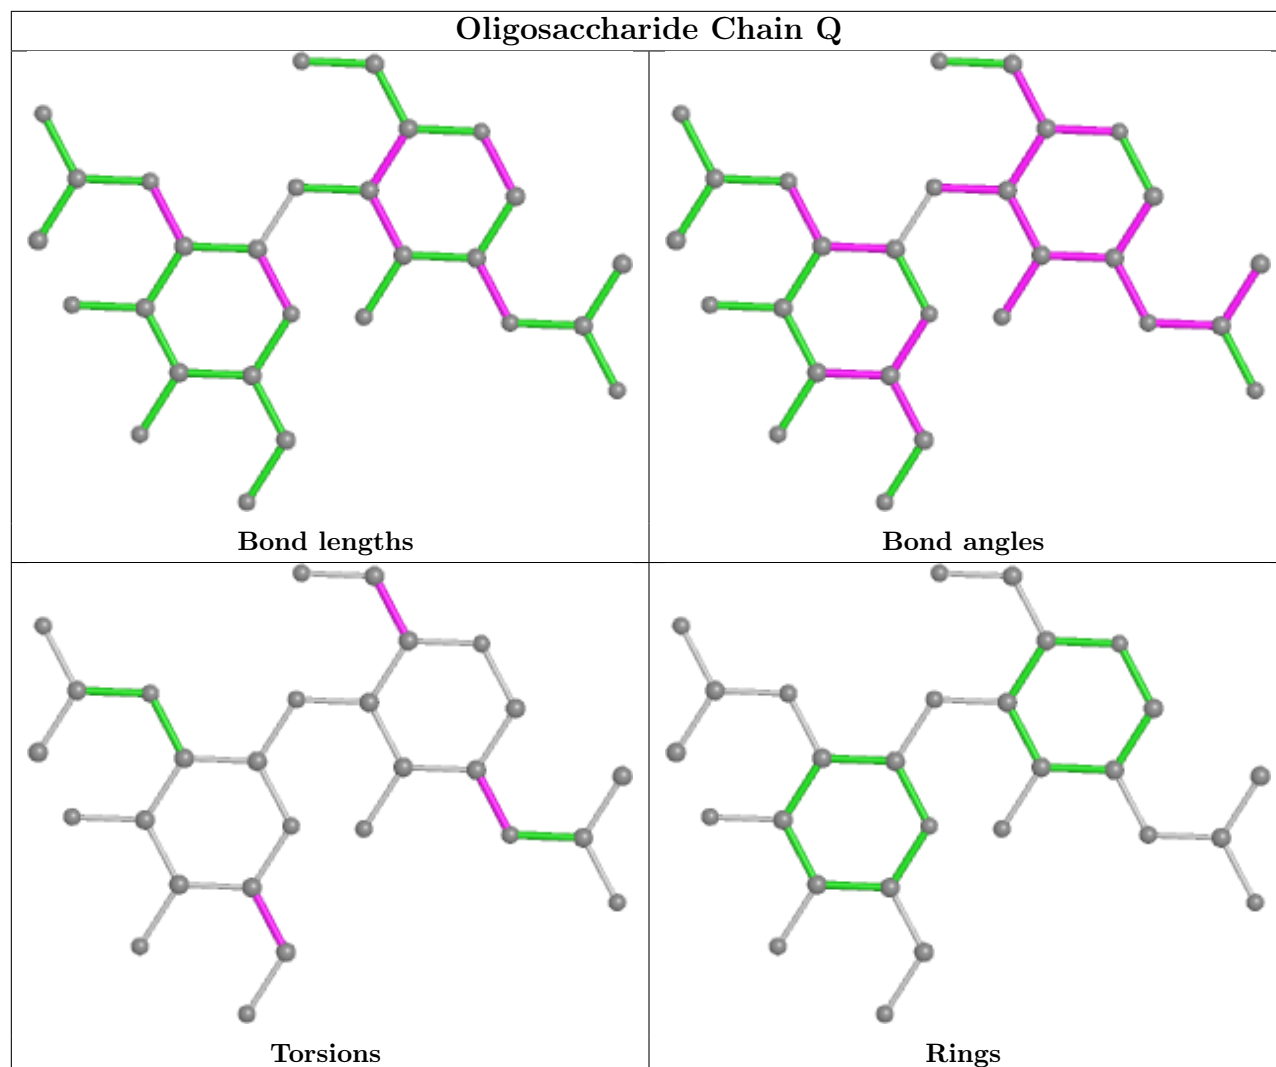 Oligosaccharide Chain Q
Bond lengths
Bond angles
Torsions
Rings